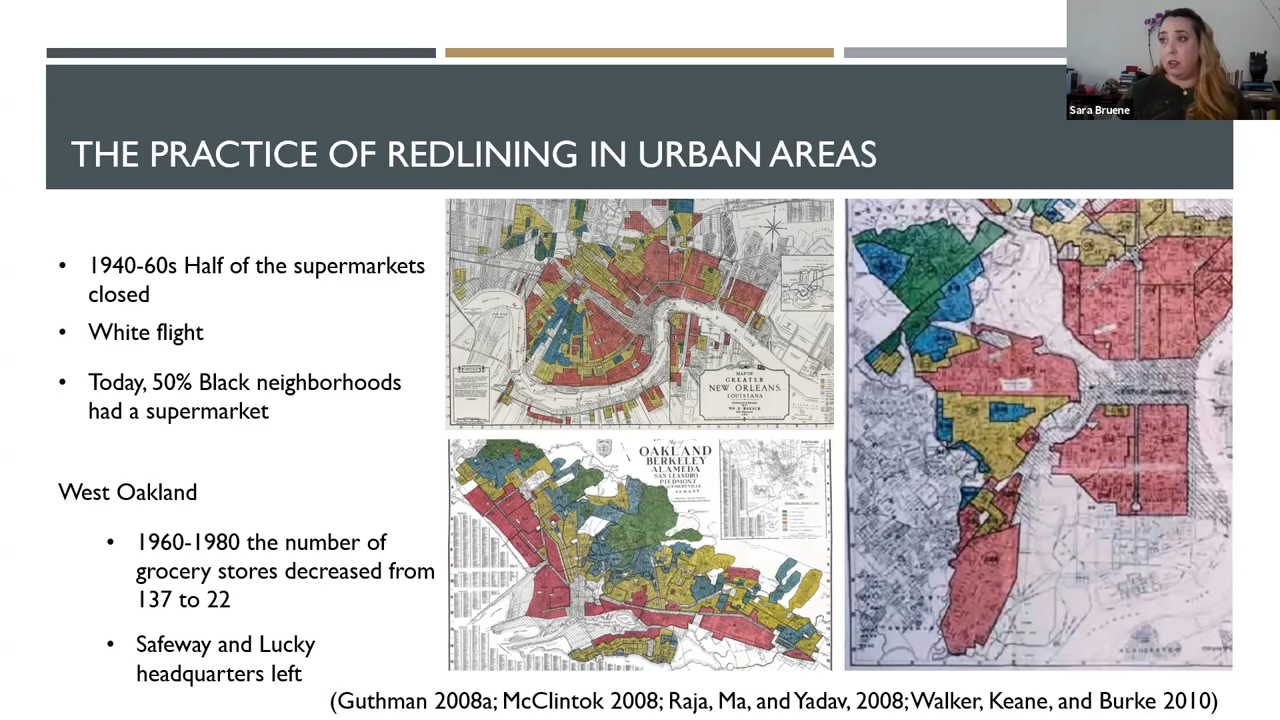 Sara Bruene
THE PRACTICE OF REDLINING IN URBAN AREAS
• 1940-60s Half of the supermarkets
closed
• White flight
• Today, 50% Black neighborhoods
had a supermarket
West Oakland
• 1960-1980 the number of
grocery stores decreased from
137 to 22
• Safeway and Lucky
headquarters left
MAP OF
GREATER
NEW ORLEANS,
LOUISIANA
OAKLAND
BERKELEY
ALAMEDA
SAN LEANDRO
PIEDMONT
ALBANY
(Guthman 2008a; McClintok 2008; Raja, Ma, and Yadav, 2008; Walker, Keane, and Burke 2010)